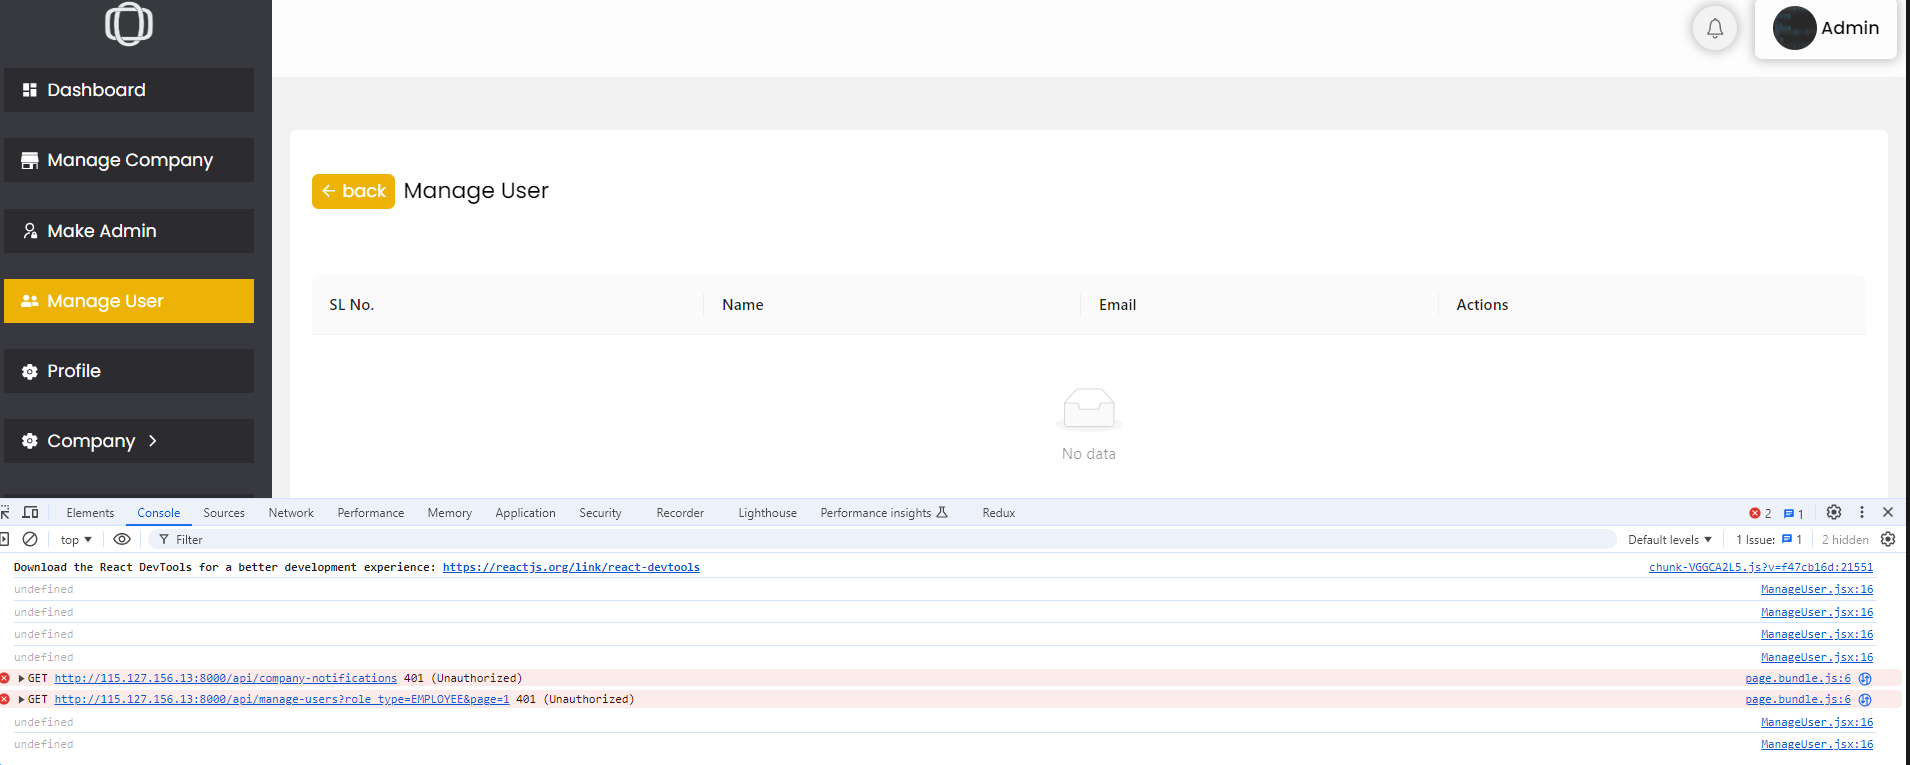 Admin
Dashboard
Manage Company
Make Admin
Manage User
Profile
Company
back Manage User
SL No. Name Email Actions
No data
Elements Console Sources Network Performance Memory Application Security Recorder Lighthouse Performance insights Redux 2 1
top Filter Default levels 1 Issue: 1 2 hidden
Download the React DevTools for a better development experience: https://reactjs.org/link/react-devtools chunk-VGGCA2L5.js?v=f47cb16d:21551
undefined ManageUser.jsx:16
undefined ManageUser.jsx:16
undefined ManageUser.jsx:16
undefined ManageUser.jsx:16
GET http://115.127.156.13:8000/api/company-notifications 401 (Unauthorized) page.bundle.js:6
GET http://115.127.156.13:8000/api/manage-users?role_type=EMPLOYEE&page=1 401 (Unauthorized) page.bundle.js:6
undefined ManageUser.jsx:16
undefined ManageUser.jsx:16